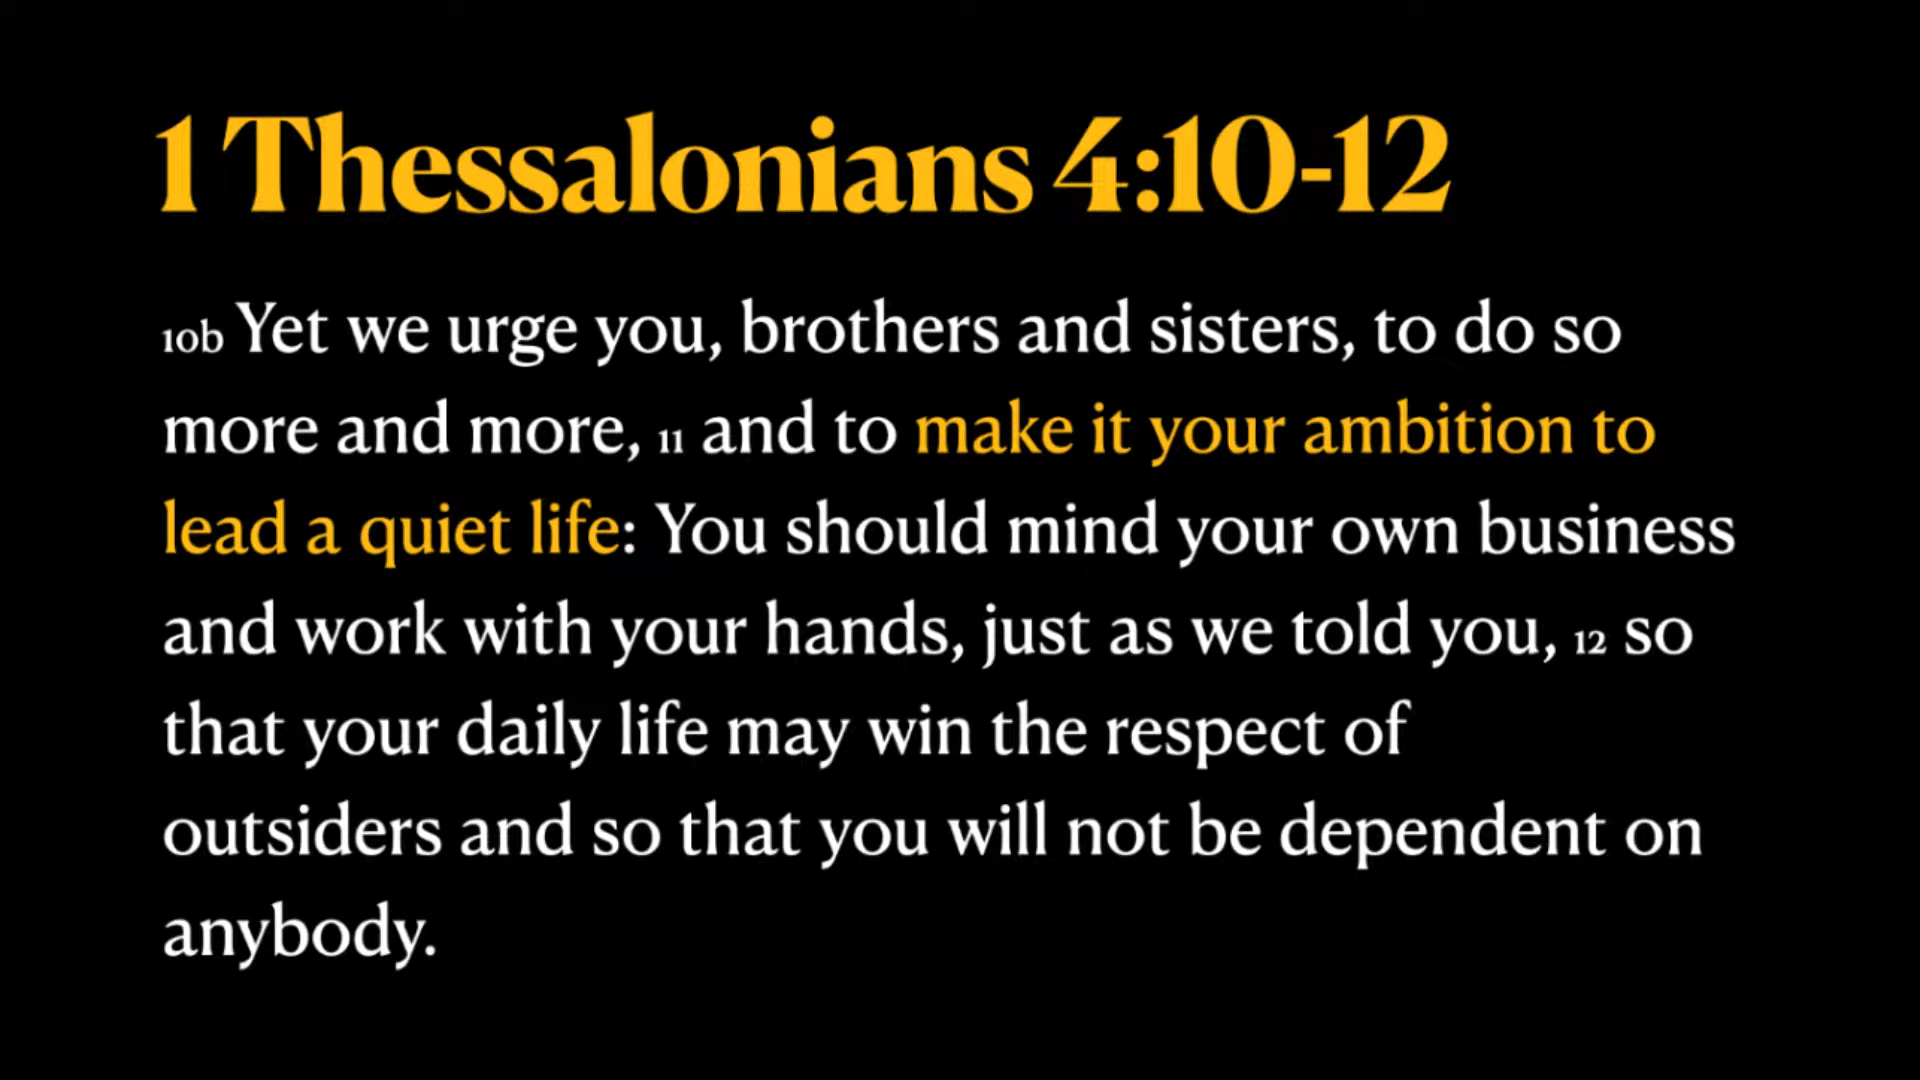 1 Thessalonians 4:10-12
10b Yet we urge you, brothers and sisters, to do so
more and more, 11 and to make it your ambition to
lead a quiet life: You should mind your own business
and work with your hands, just as we told you, 12 so
that your daily life may win the respect of
outsiders and so that you will not be dependent on
anybody.